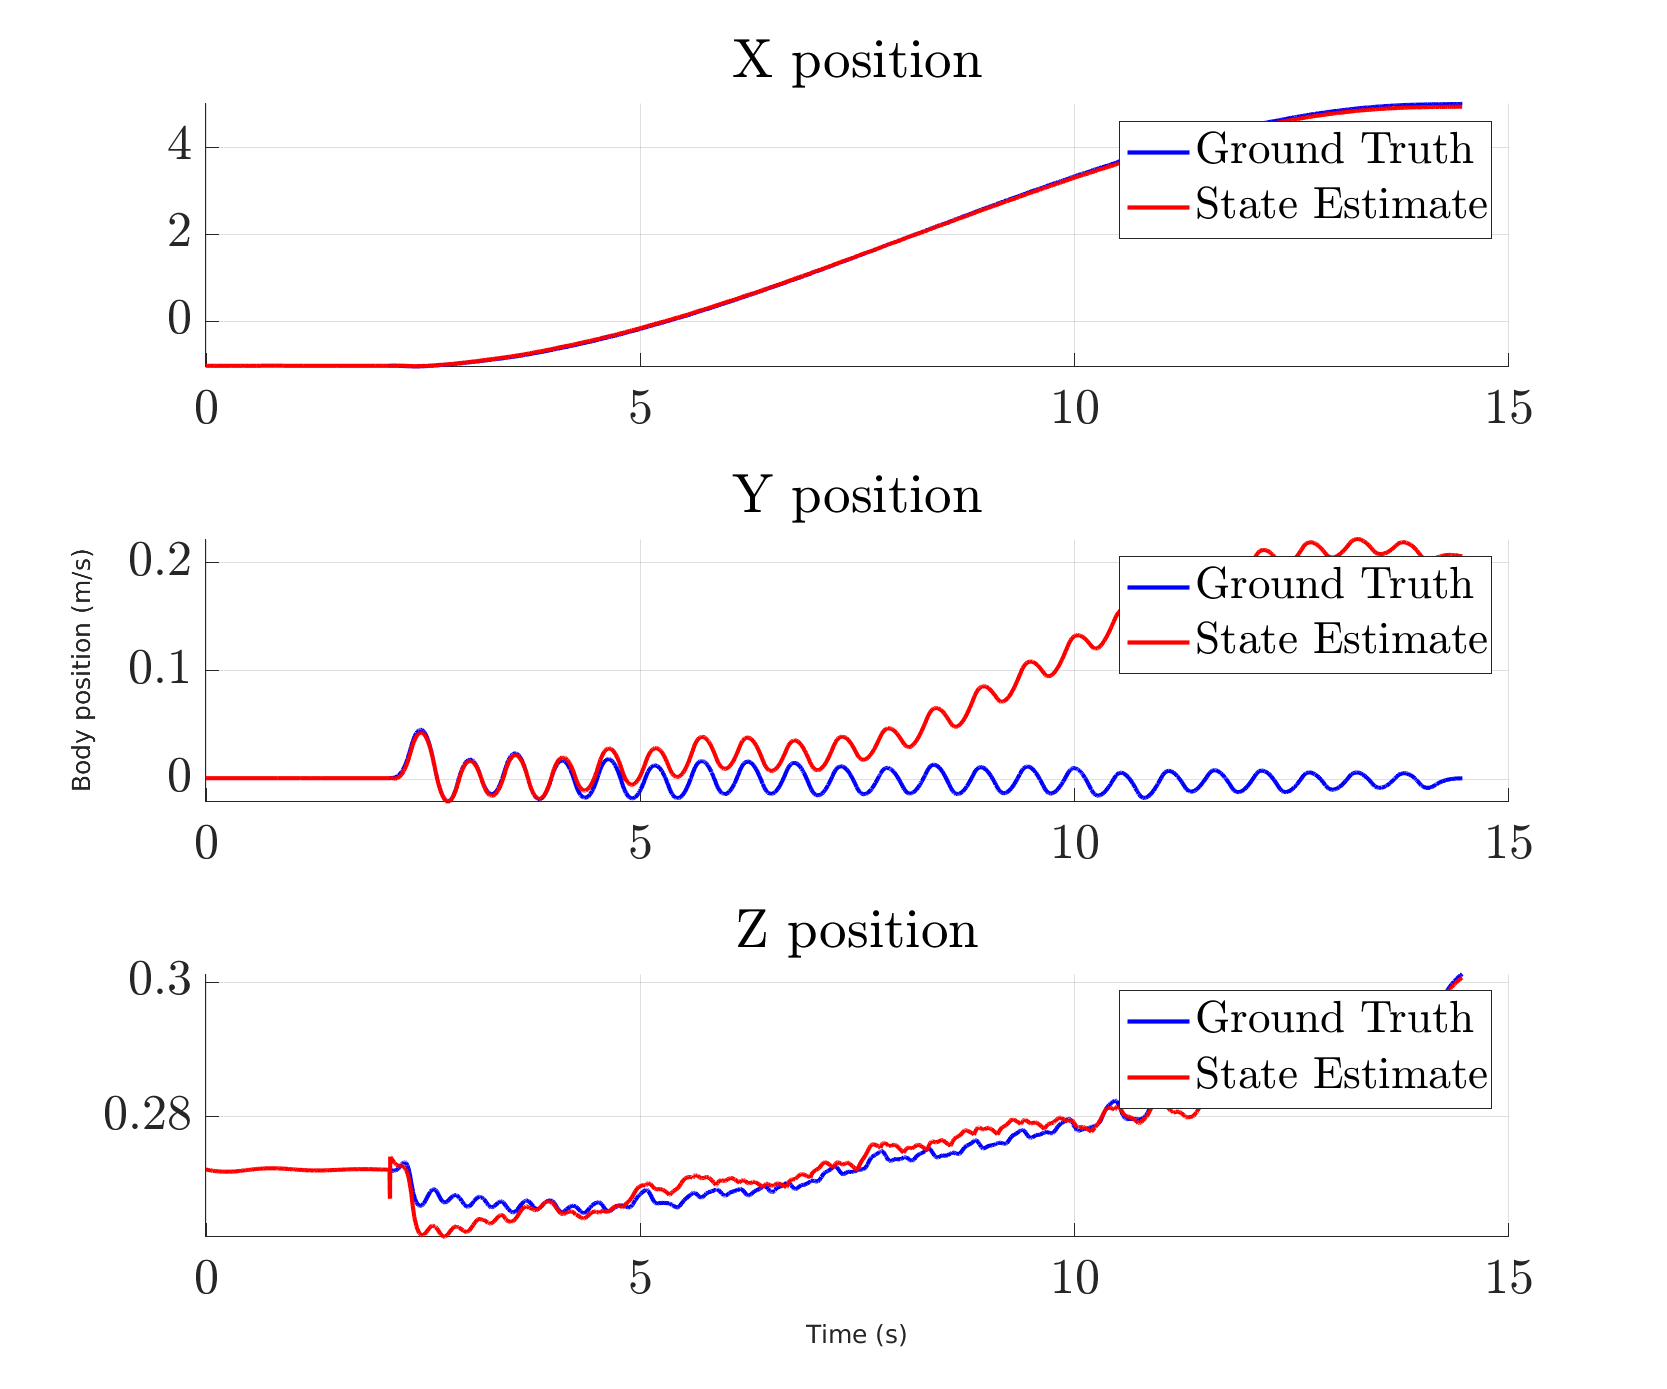 X position
4
2
0
0 5 10 15
Ground Truth
State Estimate
Y position
Body position (m/s)
0.2
0.1
0
0 5 10 15
Ground Truth
State Estimate
Z position
0.3
0.28
0 5 10 15
Ground Truth
State Estimate
Time (s)